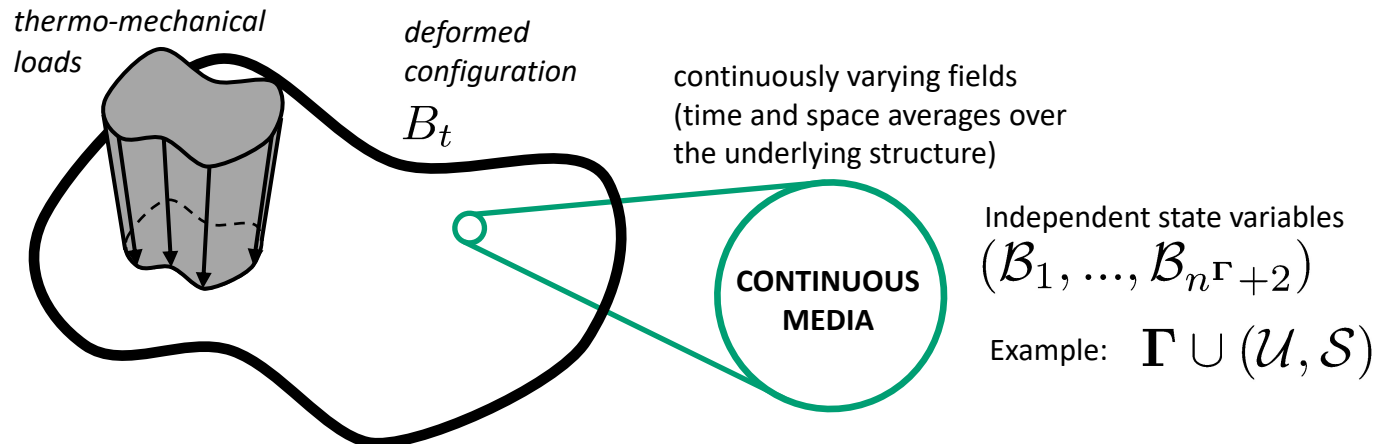 thermo-mechanical
loads
deformed
configuration
B_t
continuously varying fields
(time and space averages over
the underlying structure)
CONTINUOUS
MEDIA
Independent state variables
(ℬ₁, ..., ℬ_{n^Γ+2})
Example: Γ ∪ (𝒰, 𝒮)